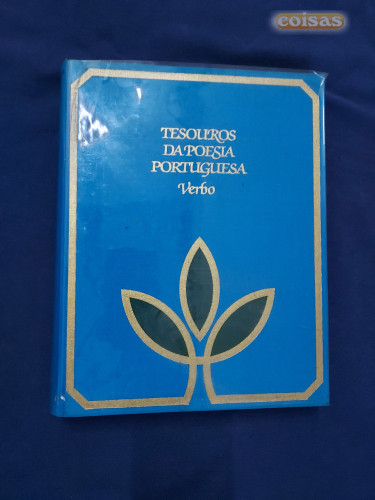 coisas
TESOUROS
DA POESIA
PORTUGUESA
Verbo